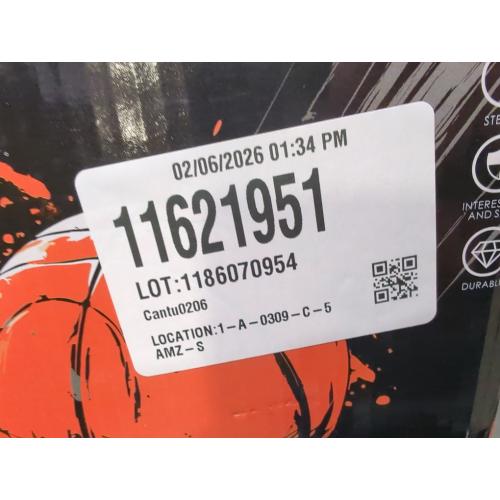 02/06/2026 01:34 PM
11621951
LOT:1186070954
Cantu0206
LOCATION:1-A-0309-C-5
AMZ-S